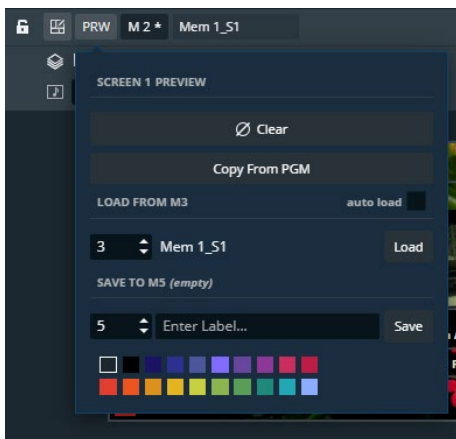 PRW M 2 * Mem 1_S1
SCREEN 1 PREVIEW
Clear
Copy From PGM
LOAD FROM M3 auto load
3 Mem 1_S1 Load
SAVE TO M5 (empty)
5 Enter Label... Save